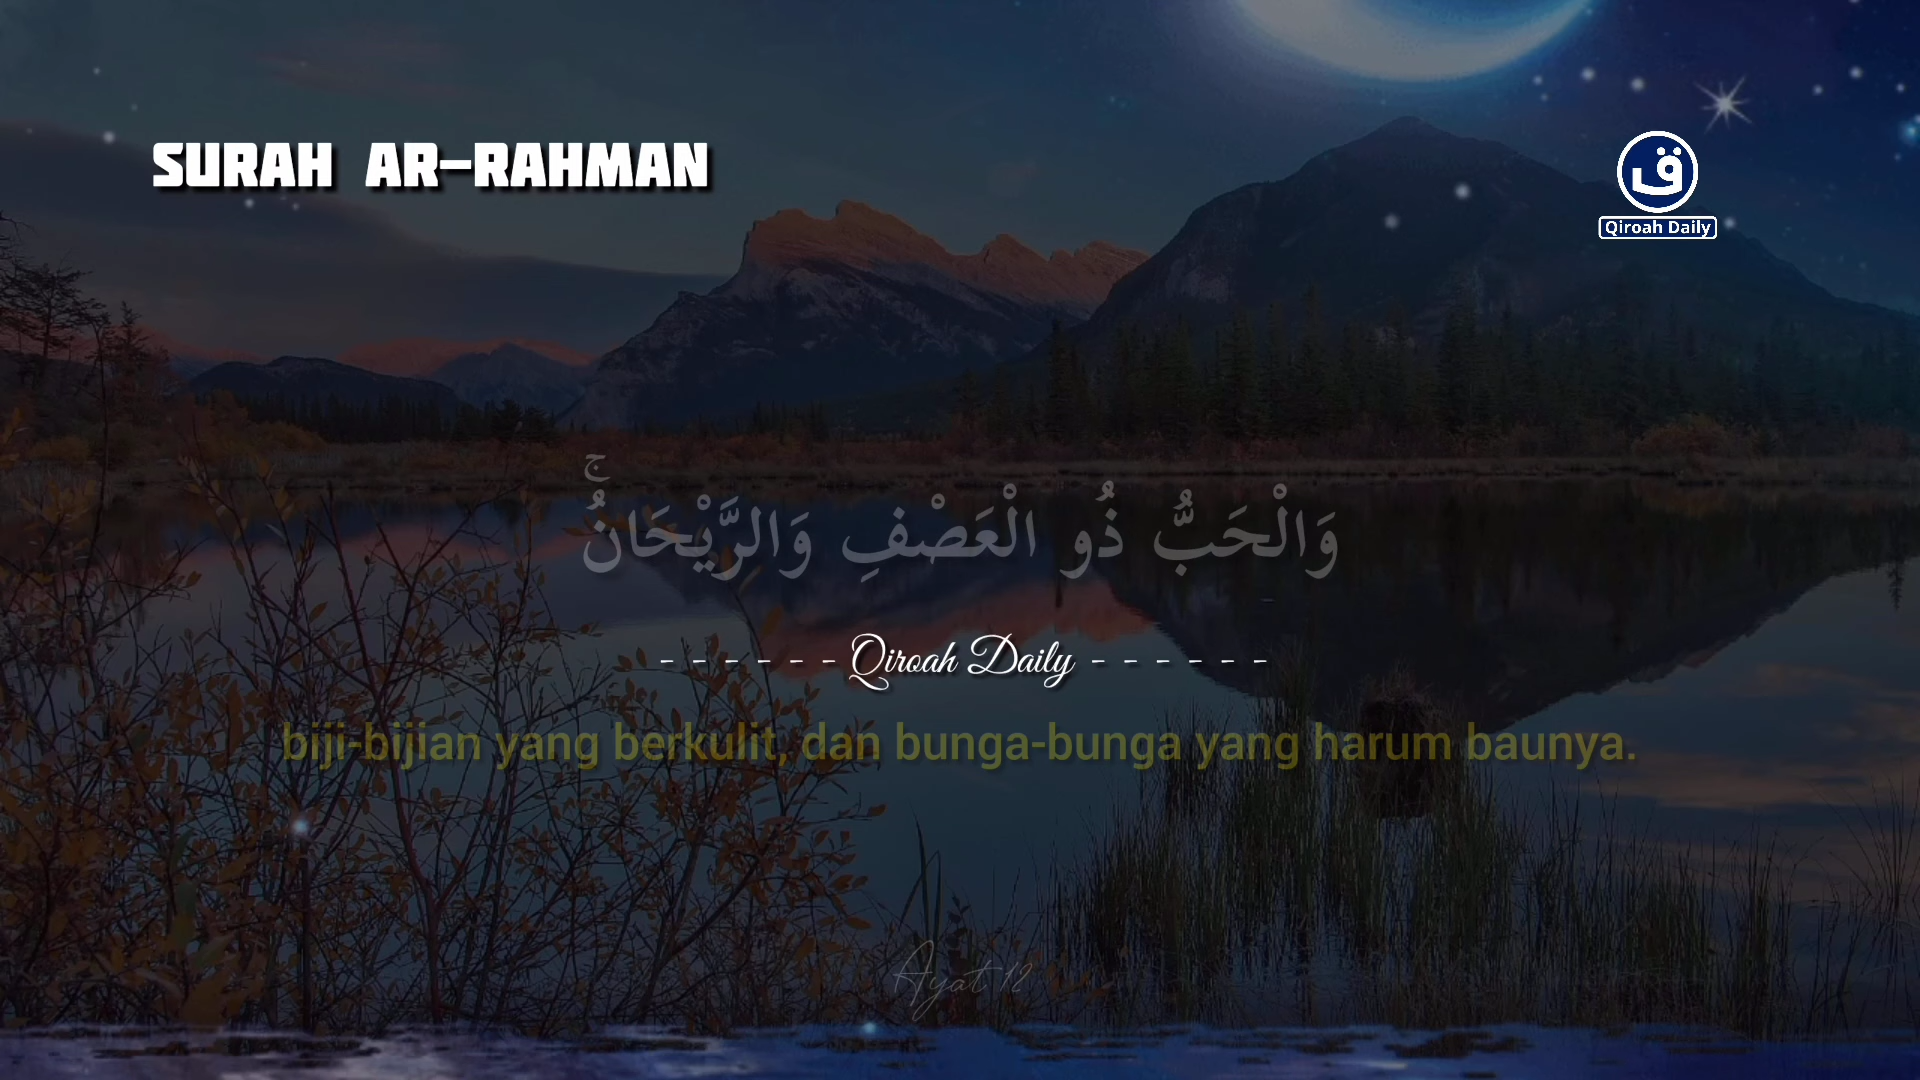 SURAH AR-RAHMAN
ق
Qiroah Daily
وَالْحَبُّ ذُو الْعَصْفِ وَالرَّيْحَانُۚ
- - - - - - Qiroah Daily - - - - - -
biji-bijian yang berkulit, dan bunga-bunga yang harum baunya.
Ayat 12